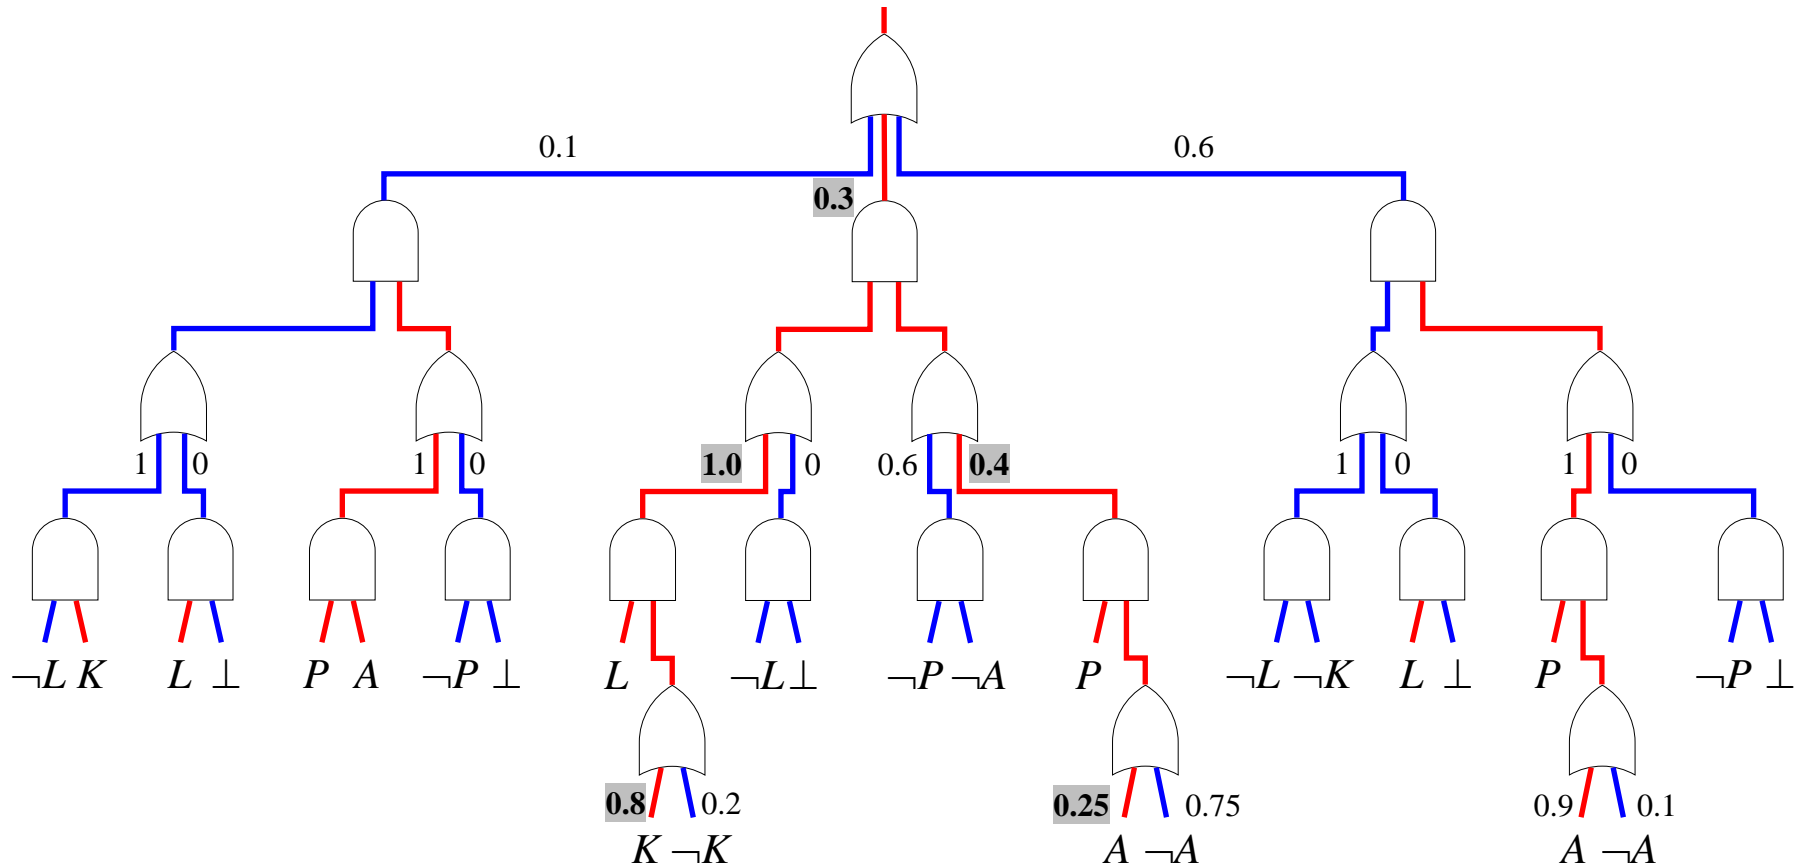 0.1 0.6
0.3
1 0 1 0 1.0 0 0.6 0.4 1 0 1 0
¬L K L ⊥ P A ¬P ⊥ L ¬L ⊥ ¬P ¬A P ¬L ¬K L ⊥ P ¬P ⊥
0.8 0.2 0.25 0.75 0.9 0.1
K ¬K A ¬A A ¬A